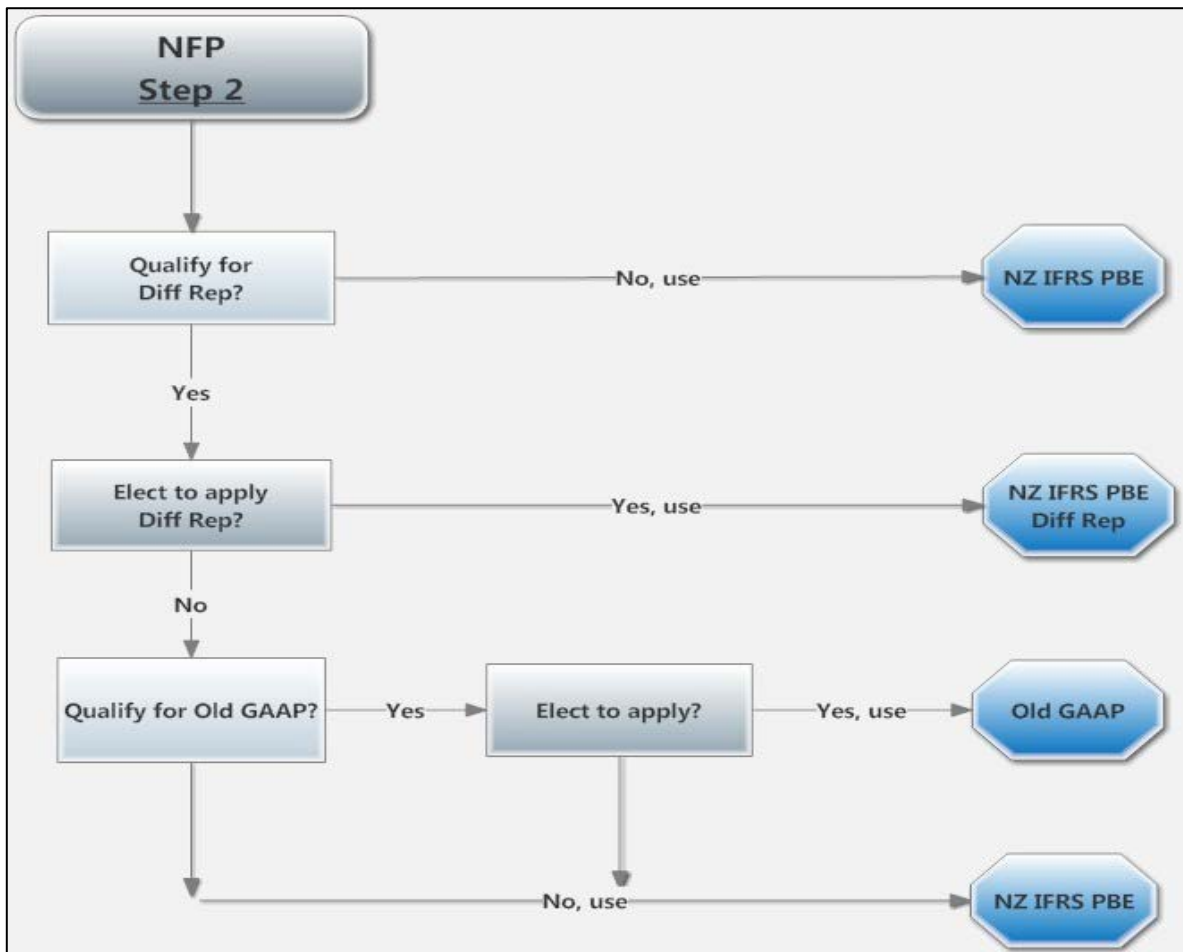 NFP
Step 2
Qualify for
Diff Rep?
No, use
NZ IFRS PBE
Yes
Elect to apply
Diff Rep?
Yes, use
NZ IFRS PBE
Diff Rep
No
Qualify for Old GAAP?
Yes
Elect to apply?
Yes, use
Old GAAP
No, use
NZ IFRS PBE